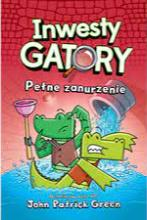 Inwesty
GATORY
Pełne zanurzenie
John Patrick Green